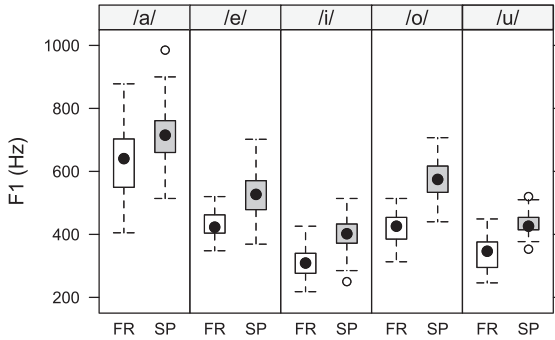 /a/ /e/ /i/ /o/ /u/
F1 (Hz)
1000
800
600
400
200
FR SP FR SP FR SP FR SP FR SP